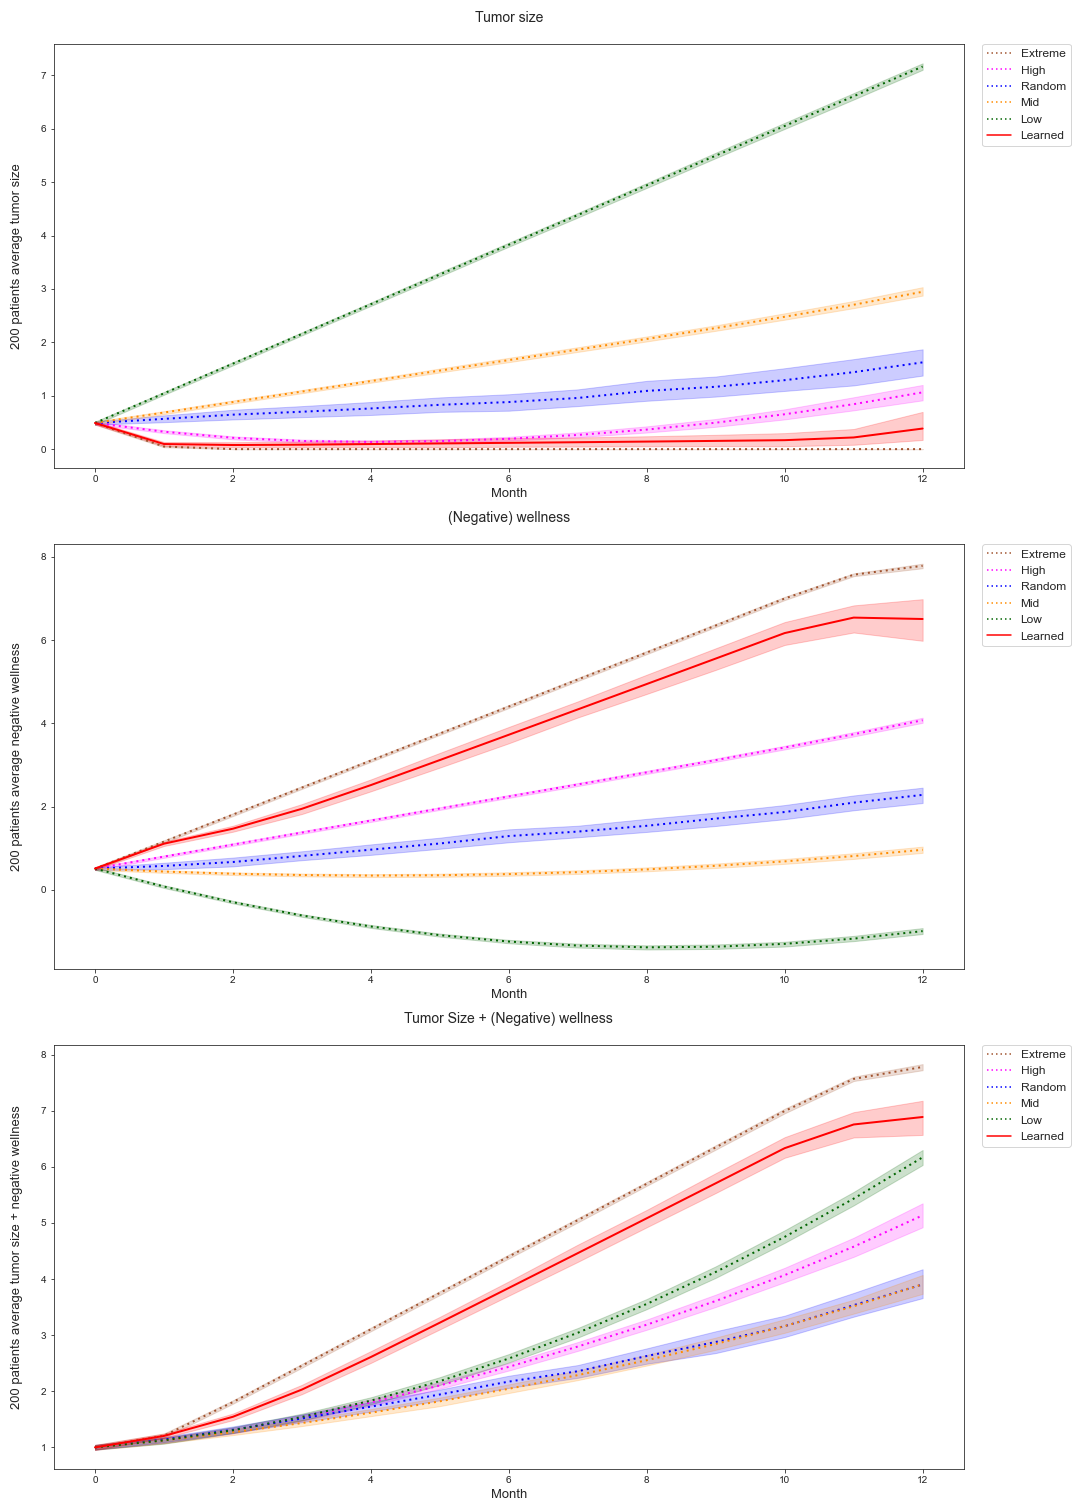 Tumor size
200 patients average tumor size
7
6
5
4
3
2
1
0
0 2 4 6 8 10 12
Month
Extreme
High
Random
Mid
Low
Learned
(Negative) wellness
200 patients average negative wellness
8
6
4
2
0
0 2 4 6 8 10 12
Month
Extreme
High
Random
Mid
Low
Learned
Tumor Size + (Negative) wellness
200 patients average tumor size + negative wellness
8
7
6
5
4
3
2
1
0 2 4 6 8 10 12
Month
Extreme
High
Random
Mid
Low
Learned